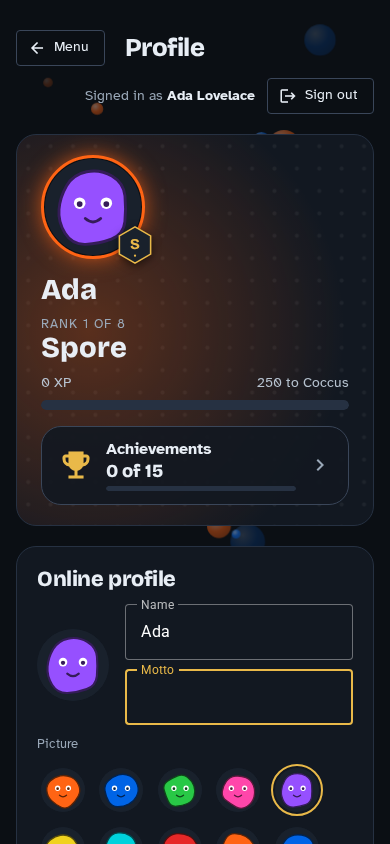 Menu
Profile
Signed in as Ada Lovelace
Sign out
S
Ada
RANK 1 OF 8
Spore
0 XP
250 to Coccus
Achievements
0 of 15
Online profile
Name
Ada
Motto
Picture